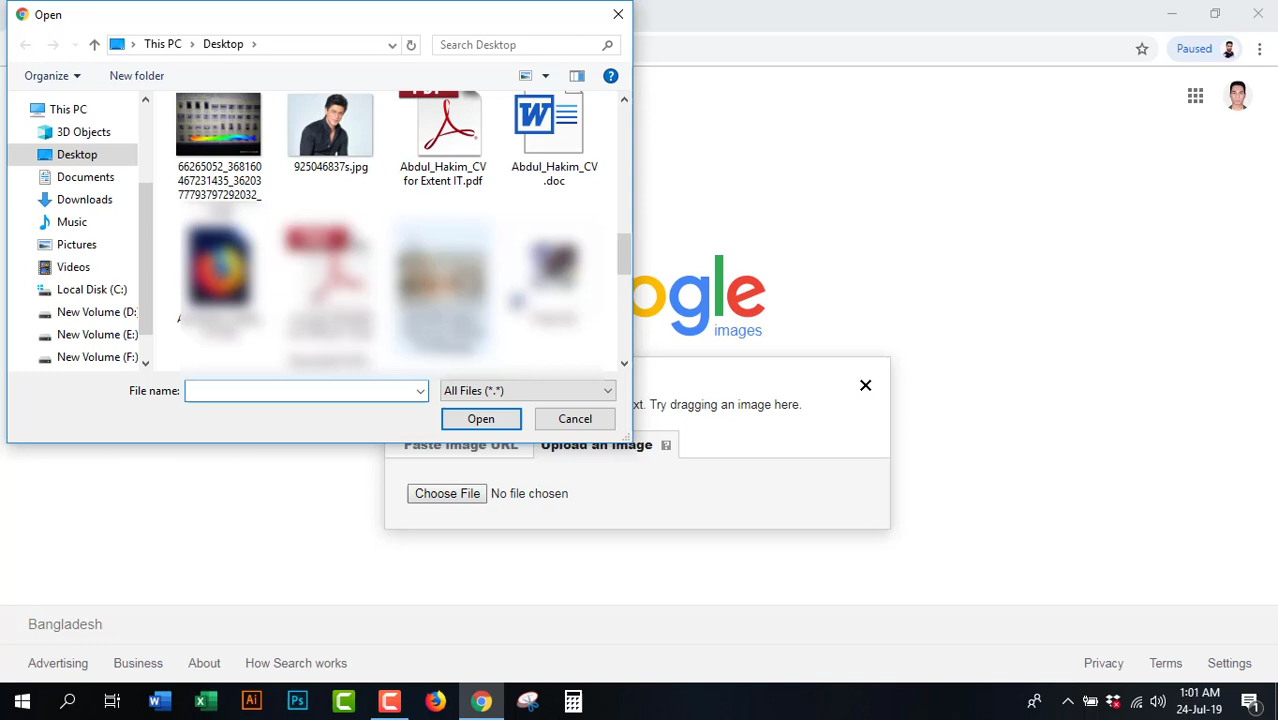 Open
This PC
Desktop
Search Desktop
Organize
New folder
Paused
This PC
3D Objects
Desktop
Documents
Downloads
Music
Pictures
Videos
Local Disk (C:)
New Volume (D:
New Volume (E:)
New Volume (F:)
66265052_368160
467231435_36203
77793797292032_
925046837s.jpg
Abdul_Hakim_CV
for Extent IT.pdf
W
Abdul_Hakim_CV
.doc
ogle
images
File name:
All Files (*.*)
Open
Cancel
xt. Try dragging an image here.
Paste image URL
Upload an image
Choose File
No file chosen
Bangladesh
Advertising
Business
About
How Search works
Privacy
Terms
Settings
Ai
Ps
1:01 AM
24-Jul-19
1